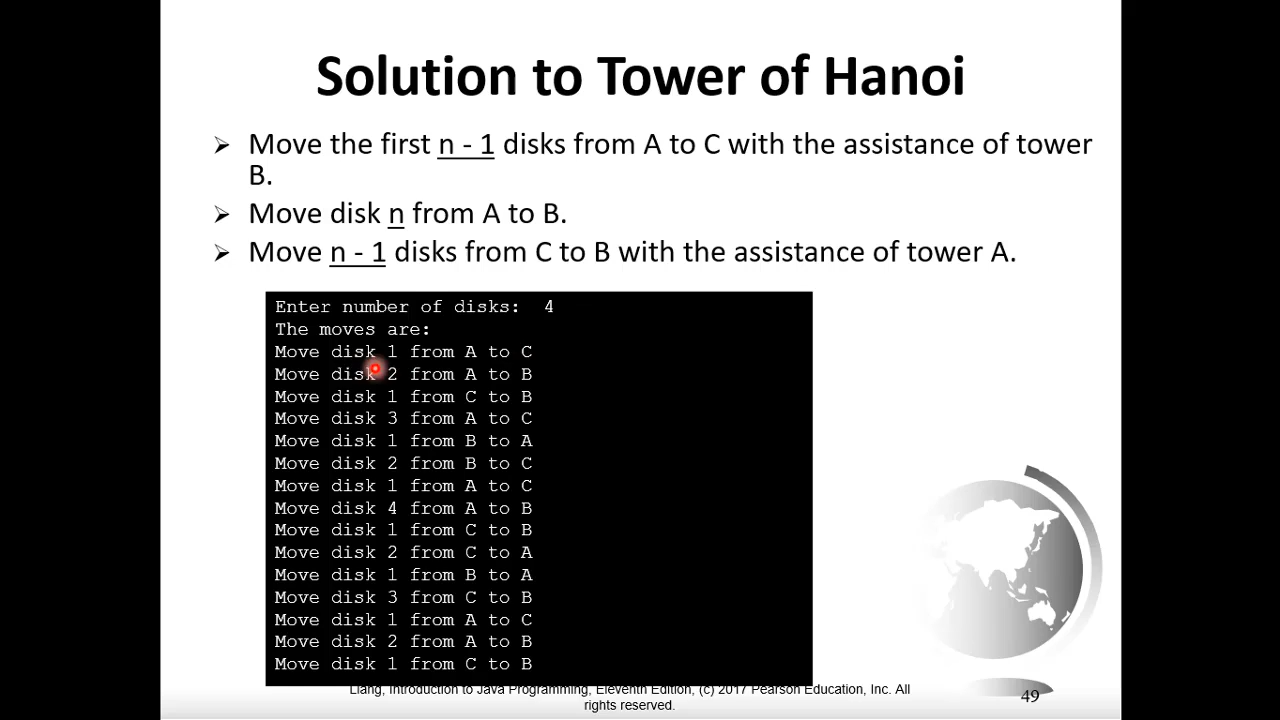 Solution to Tower of Hanoi
Move the first n - 1 disks from A to C with the assistance of tower
B.
Move disk n from A to B.
Move n - 1 disks from C to B with the assistance of tower A.
Enter number of disks: 4
The moves are:
Move disk 1 from A to C
Move disk 2 from A to B
Move disk 1 from C to B
Move disk 3 from A to C
Move disk 1 from B to A
Move disk 2 from B to C
Move disk 1 from A to C
Move disk 4 from A to B
Move disk 1 from C to B
Move disk 2 from C to A
Move disk 1 from B to A
Move disk 3 from C to B
Move disk 1 from A to C
Move disk 2 from A to B
Move disk 1 from C to B
Liang, Introduction to Java Programming, Eleventh Edition, (c) 2017 Pearson Education, Inc. All
rights reserved.
49